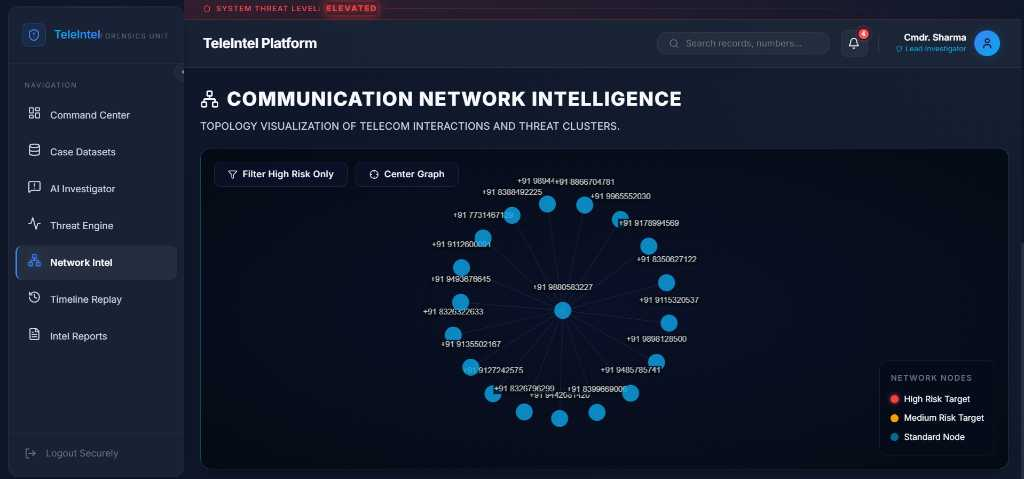 SYSTEM THREAT LEVEL: ELEVATED
TeleIntel
TeleIntel Platform
Search records, numbers...
4
Cmdr. Sharma
Lead Investigator
NAVIGATION
Command Center
Case Datasets
AI Investigator
Threat Engine
Network Intel
Timeline Replay
Intel Reports
Logout Securely
COMMUNICATION NETWORK INTELLIGENCE
TOPOLOGY VISUALIZATION OF TELECOM INTERACTIONS AND THREAT CLUSTERS.
Filter High Risk Only
Center Graph
+91 8866704781
+91 8388492225
+91 9965552030
+91 9178994569
+91 8350627122
+91 9880583227
+91 9115320537
+91 9493676645
+91 8326322633
+91 9898128500
+91 9135502167
+91 9127242575
+91 9485785741
+91 8326796299
NETWORK NODES
High Risk Target
Medium Risk Target
Standard Node